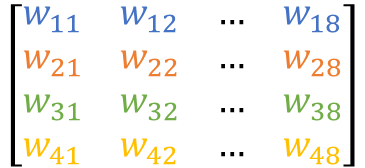 w₁₁ w₁₂ ... w₁₈
w₂₁ w₂₂ ... w₂₈
w₃₁ w₃₂ ... w₃₈
w₄₁ w₄₂ ... w₄₈